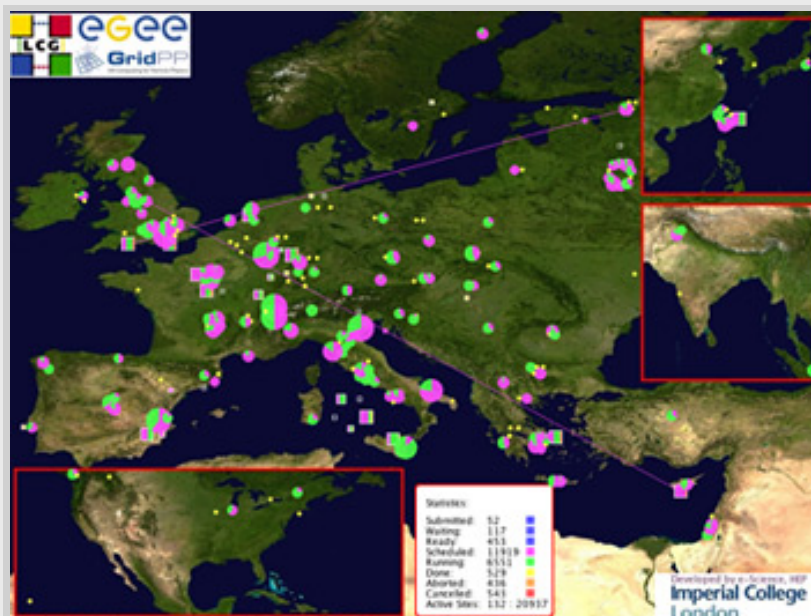 LCG
eGee
GridPP
Statistics:
Submitted: 52
Waiting: 117
Ready: 453
Scheduled: 11919
Running: 6551
Done: 529
Aborted: 436
Cancelled: 543
Active Sites: 132 : 20937
Developed by e-Science, HEP
Imperial College
London